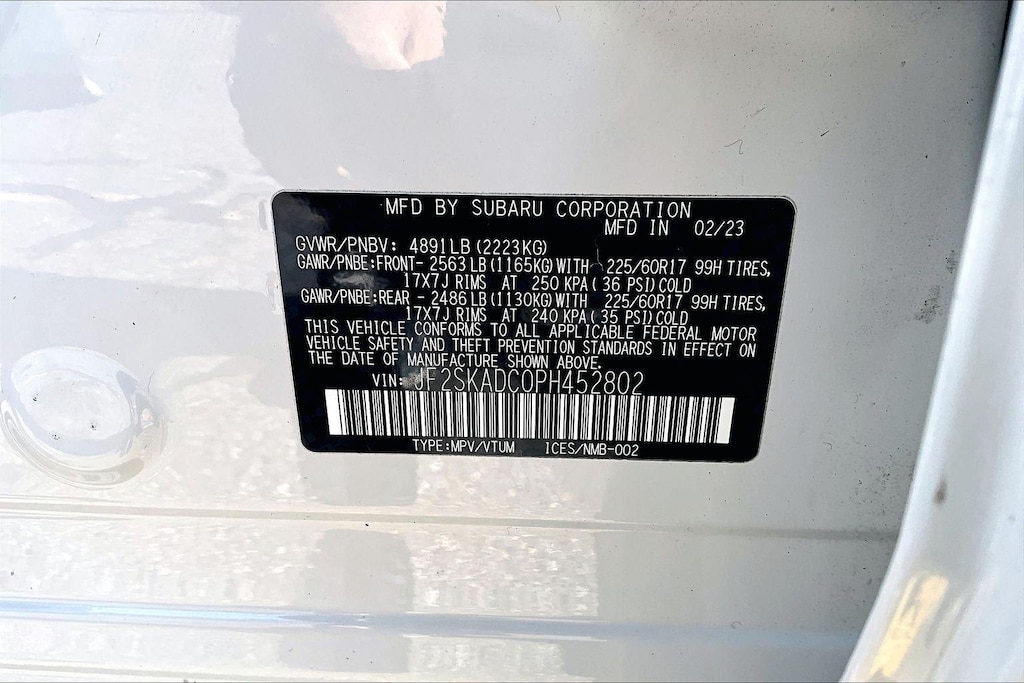 MFD BY SUBARU CORPORATION
MFD IN 02/23
GVWR/PNBV: 4891LB(2223KG)
GAWR/PNBE:FRONT- 2563LB(1165KG)WITH 225/60R17 99H TIRES,
17X7J RIMS AT 250 KPA( 36 PSI)COLD
GAWR/PNBE:REAR - 2486LB(1130KG)WITH 225/60R17 99H TIRES,
17X7J RIMS AT 240 KPA( 35 PSI)COLD
THIS VEHICLE CONFORMS TO ALL APPLICABLE FEDERAL MOTOR
VEHICLE SAFETY AND THEFT PREVENTION STANDARDS IN EFFECT ON
THE DATE OF MANUFACTURE SHOWN ABOVE.
VIN: JF2SKADC0PH452802
TYPE:MPV/VTUM ICES/NMB-002